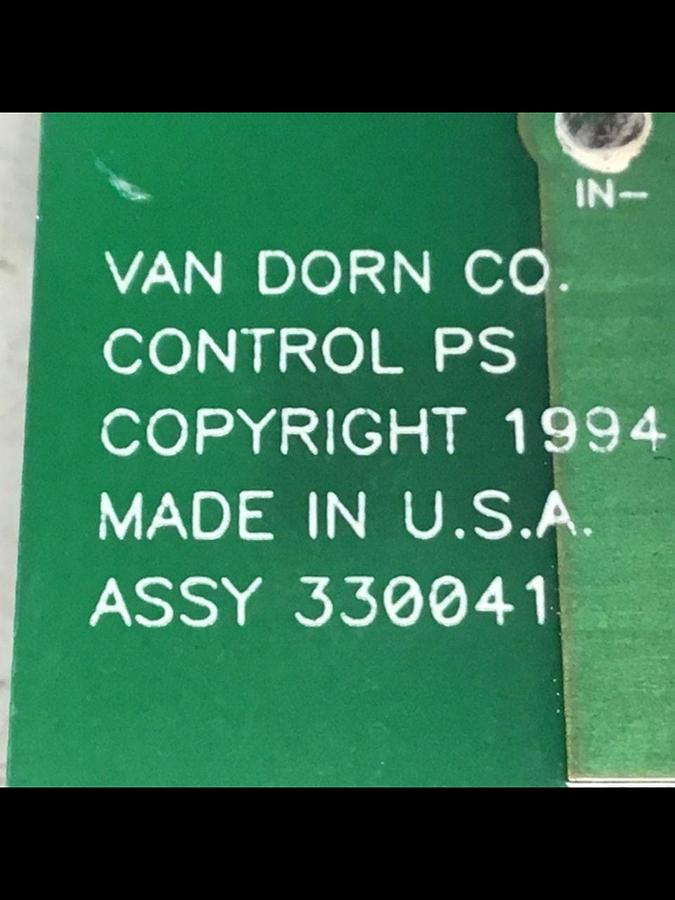 IN-
VAN DORN CO.
CONTROL PS
COPYRIGHT 1994
MADE IN U.S.A.
ASSY 330041